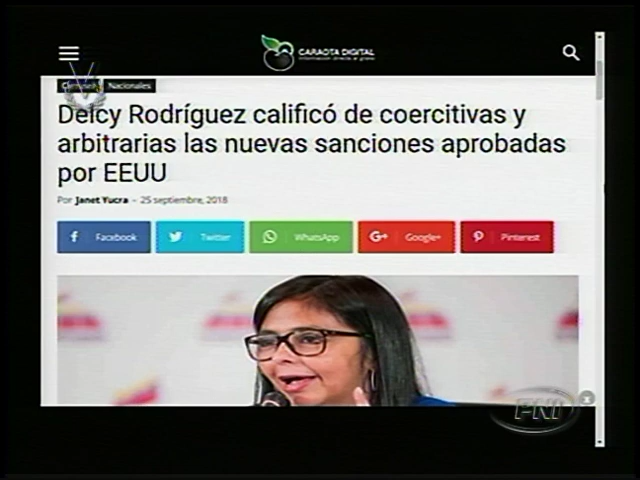 CARAOTA DIGITAL
Nacionales
Delcy Rodríguez calificó de coercitivas y
arbitrarias las nuevas sanciones aprobadas
por EEUU
Por Janet Yucra – 25 septiembre, 2018
Facebook
Twitter
WhatsApp
G+ Google+
Pinterest
PNI